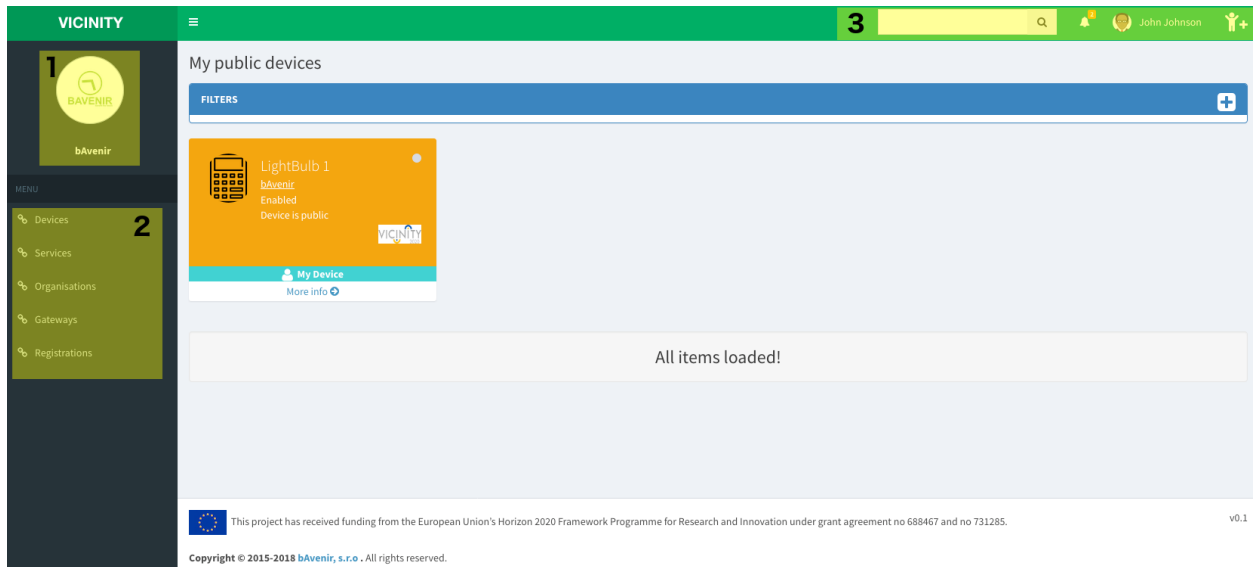 VICINITY
3
2
John Johnson
1
BAVENIR
bAvenir
MENU
2
Devices
Services
Organisations
Gateways
Registrations
My public devices
FILTERS
LightBulb 1
bAvenir
Enabled
Device is public
VICINITY
My Device
More info
All items loaded!
This project has received funding from the European Union's Horizon 2020 Framework Programme for Research and Innovation under grant agreement no 688467 and no 731285.
v0.1
Copyright © 2015-2018 bAvenir, s.r.o . All rights reserved.